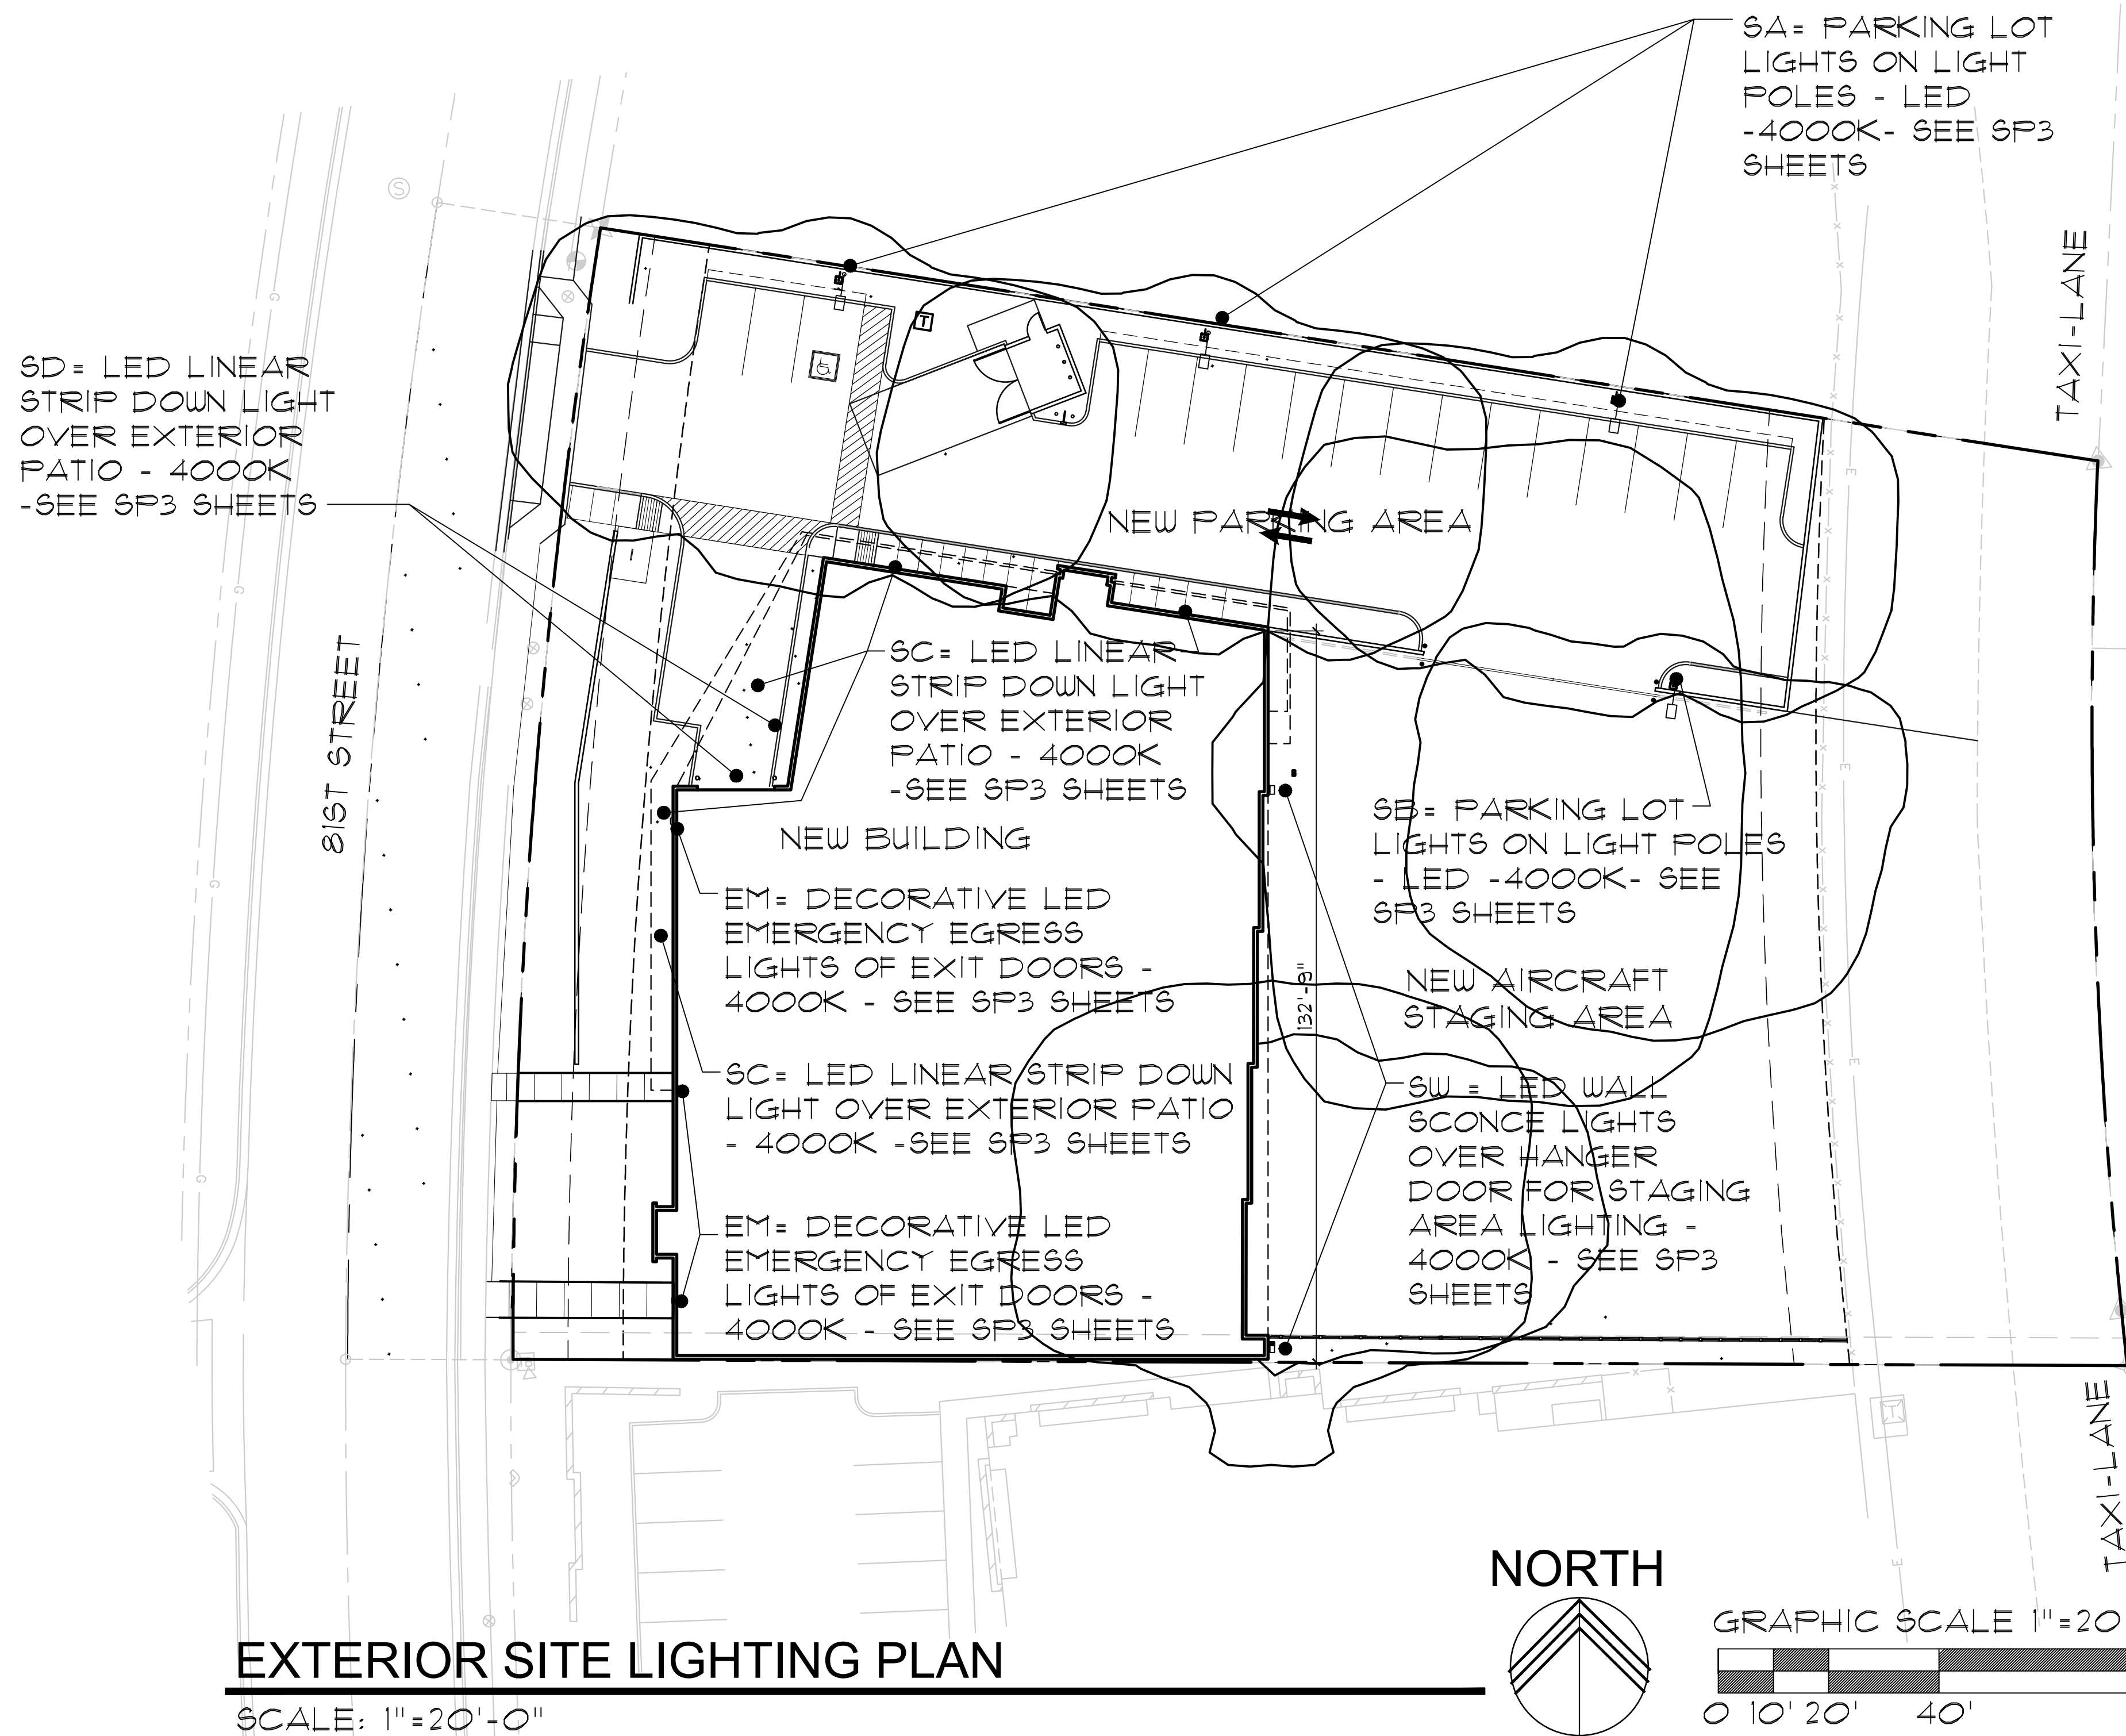 SA= PARKING LOT
LIGHTS ON LIGHT
POLES - LED
-4000K- SEE SP3
SHEETS
TAXI-LANE
S
T
SD= LED LINEAR
STRIP DOWN LIGHT
OVER EXTERIOR
PATIO - 4000K
-SEE SP3 SHEETS
NEW PARKING AREA
81ST STREET
SC= LED LINEAR
STRIP DOWN LIGHT
OVER EXTERIOR
PATIO - 4000K
-SEE SP3 SHEETS
NEW BUILDING
SB= PARKING LOT
LIGHTS ON LIGHT POLES
- LED -4000K- SEE
SP3 SHEETS
EM= DECORATIVE LED
EMERGENCY EGRESS
LIGHTS OF EXIT DOORS -
4000K - SEE SP3 SHEETS
132'-9"
NEW AIRCRAFT
STAGING AREA
SC= LED LINEAR STRIP DOWN
LIGHT OVER EXTERIOR PATIO
- 4000K -SEE SP3 SHEETS
SW = LED WALL
SCONCE LIGHTS
OVER HANGER
DOOR FOR STAGING
AREA LIGHTING -
4000K - SEE SP3
SHEETS
EM= DECORATIVE LED
EMERGENCY EGRESS
LIGHTS OF EXIT DOORS -
4000K - SEE SP3 SHEETS
G
G
G
G
E
E
E
E
T
TAXI-LANE
NORTH
GRAPHIC SCALE 1"=20
0 10' 20' 40'
EXTERIOR SITE LIGHTING PLAN
SCALE: 1"=20'-0"